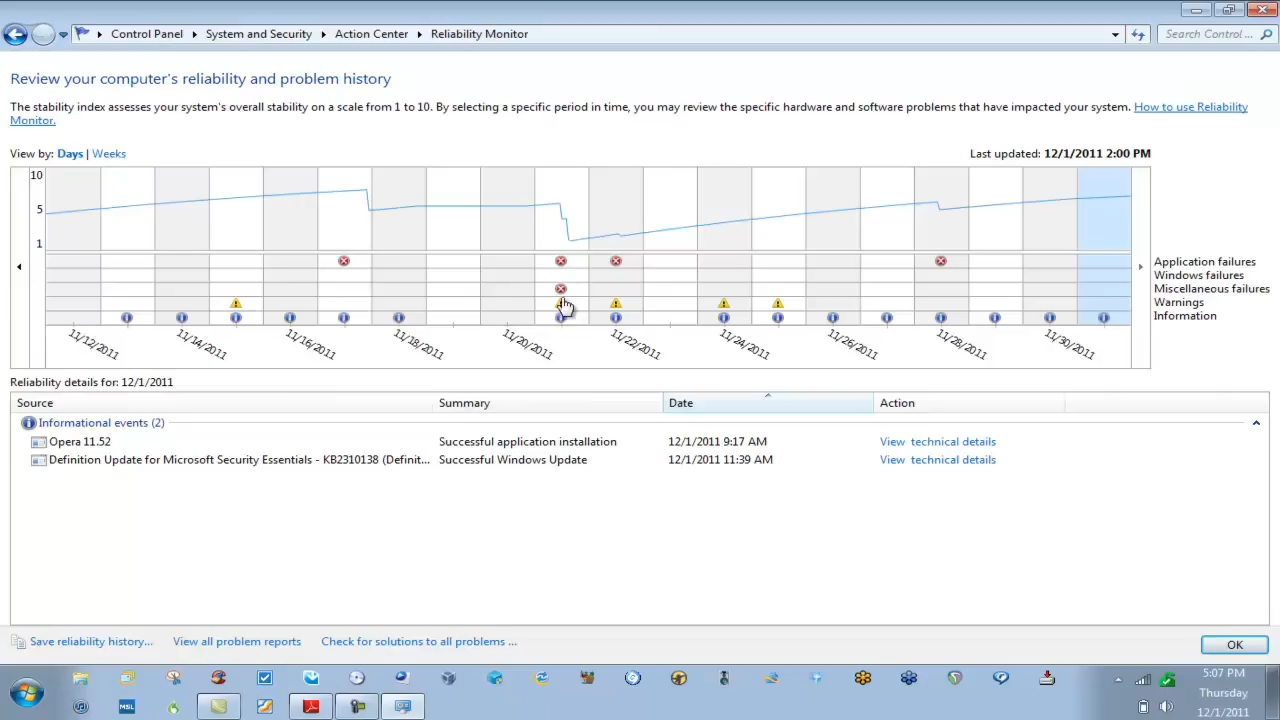 Control Panel System and Security Action Center Reliability Monitor
Search Control ...
Review your computer's reliability and problem history
The stability index assesses your system's overall stability on a scale from 1 to 10. By selecting a specific period in time, you may review the specific hardware and software problems that have impacted your system. How to use Reliability
Monitor.
View by: Days | Weeks
Last updated: 12/1/2011 2:00 PM
10
5
1
Application failures
Windows failures
Miscellaneous failures
Warnings
Information
11/12/2011 11/14/2011 11/16/2011 11/18/2011 11/20/2011 11/22/2011 11/24/2011 11/26/2011 11/28/2011 11/30/2011
Reliability details for: 12/1/2011
Source Summary Date Action
Informational events (2)
Opera 11.52 Successful application installation 12/1/2011 9:17 AM View technical details
Definition Update for Microsoft Security Essentials - KB2310138 (Definit... Successful Windows Update 12/1/2011 11:39 AM View technical details
Save reliability history... View all problem reports Check for solutions to all problems ...
OK
5:07 PM
Thursday
12/1/2011
MSL